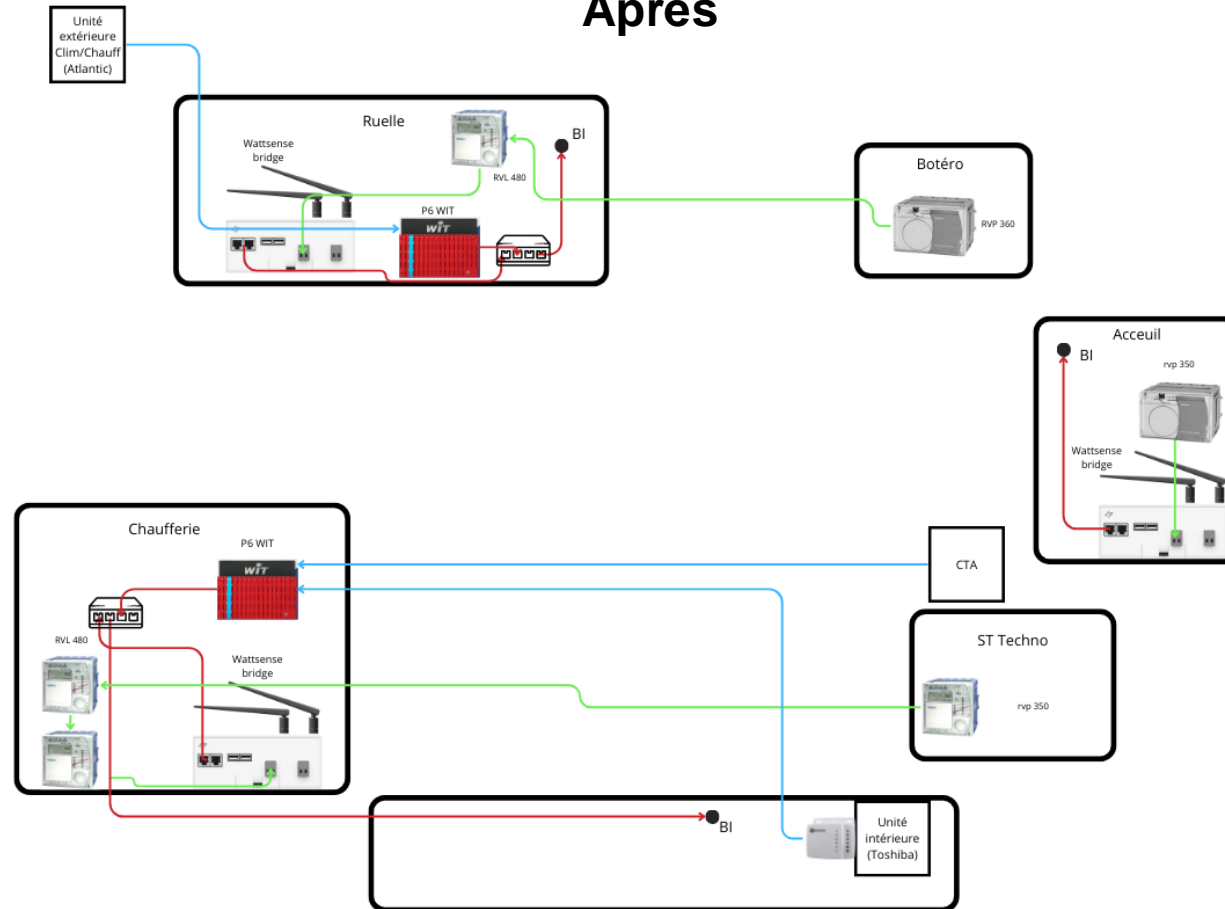 Après
Unité
extérieure
Clim/Chauff
(Atlantic)
Ruelle
BI
Wattsense
bridge
RVL 480
P6 WIT
WIT
Botéro
RVP 360
Acceuil
BI
rvp 350
Wattsense
bridge
Chaufferie
P6 WIT
WIT
RVL 480
Wattsense
bridge
CTA
ST Techno
rvp 350
BI
Unité
intérieure
(Toshiba)